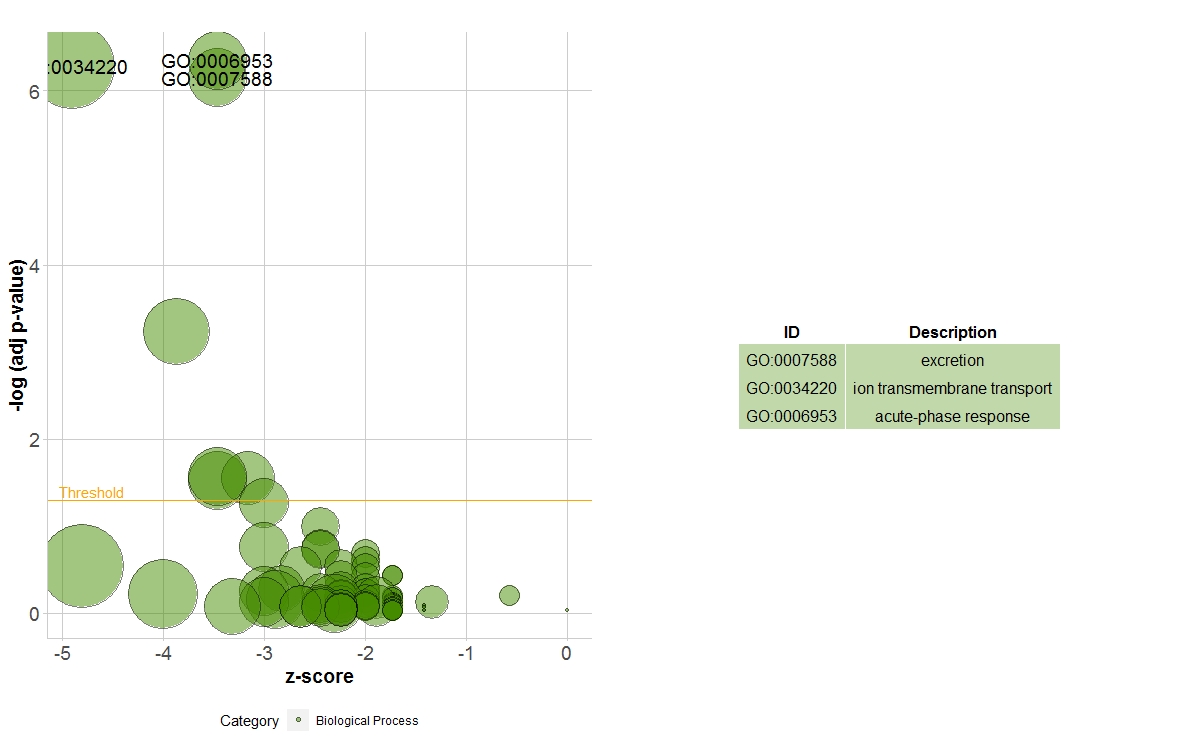 :0034220
GO:0006953
GO:0007588
6
4
2
0
-log (adj p-value)
Threshold
-5 -4 -3 -2 -1 0
z-score
Category Biological Process
ID Description
GO:0007588 excretion
GO:0034220 ion transmembrane transport
GO:0006953 acute-phase response